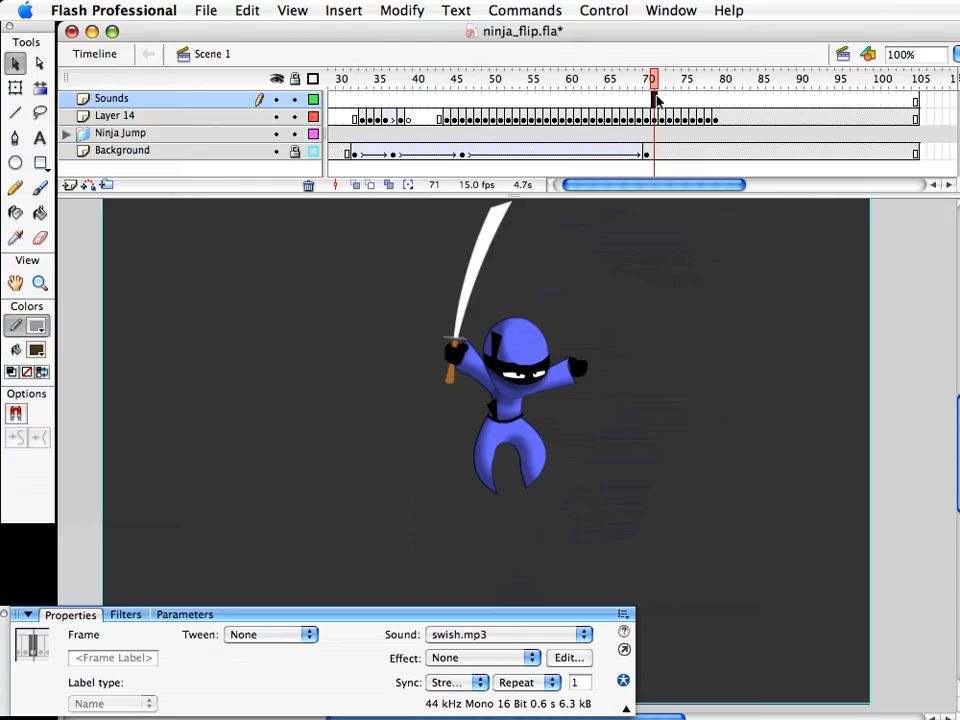 Flash Professional File Edit View Insert Modify Text Commands Control Window Help
Tools
ninja_flip.fla*
Timeline Scene 1 100%
30 35 40 45 50 55 60 65 70 75 80 85 90 95 100 105
Sounds
Layer 14
Ninja Jump
Background
71 15.0 fps 4.7s
View
Colors
Options
Properties Filters Parameters
Frame Tween: None Sound: swish.mp3
<Frame Label> Effect: None Edit...
Label type: Sync: Stre... Repeat 1
Name 44 kHz Mono 16 Bit 0.6 s 6.3 kB